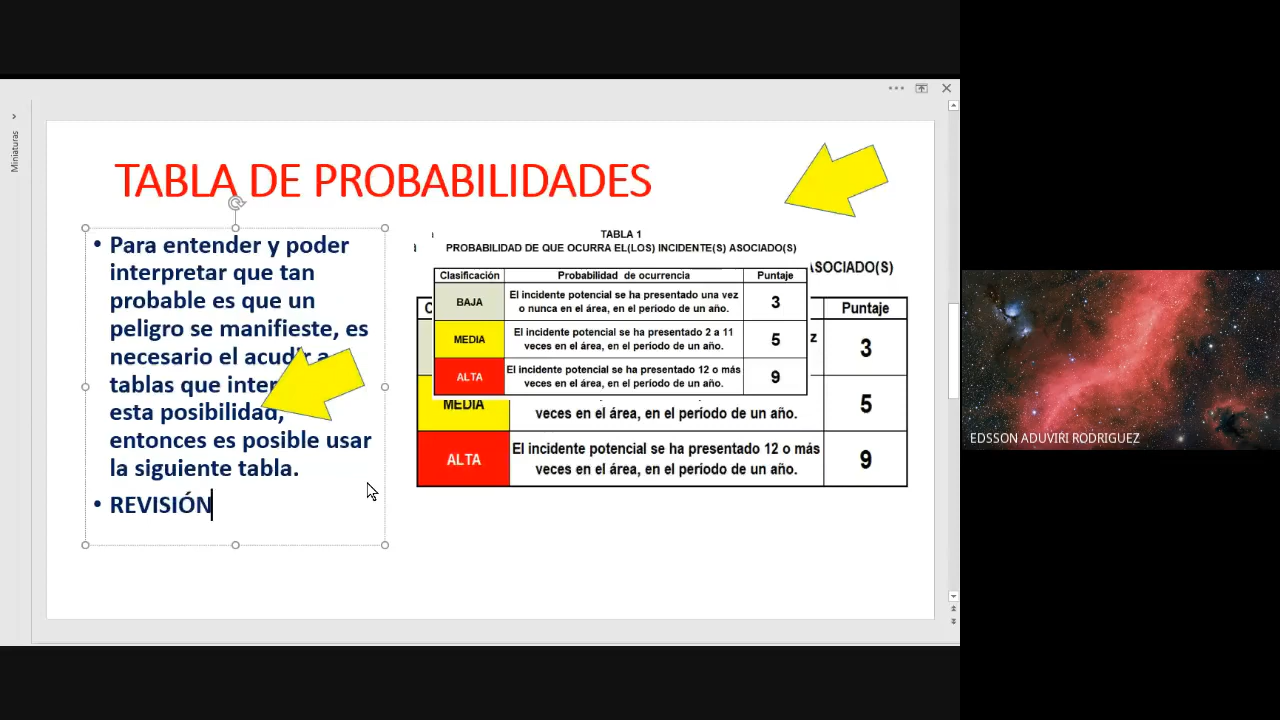 Miniaturas
TABLA DE PROBABILIDADES
• Para entender y poder
interpretar que tan
probable es que un
peligro se manifieste, es
necesario el acudir a
tablas que inter
esta posibilidad,
entonces es posible usar
la siguiente tabla.
• REVISIÓN
TABLA 1
PROBABILIDAD DE QUE OCURRA EL(LOS) INCIDENTE(S) ASOCIADO(S)
Clasificación Probabilidad de ocurrencia Puntaje
BAJA El incidente potencial se ha presentado una vez
o nunca en el área, en el período de un año. 3
MEDIA El incidente potencial se ha presentado 2 a 11
veces en el área, en el período de un año. 5
ALTA El incidente potencial se ha presentado 12 o más
veces en el área, en el período de un año. 9
ASOCIADO(S)
Puntaje
3
MEDIA veces en el área, en el período de un año. 5
ALTA El incidente potencial se ha presentado 12 o más
veces en el área, en el período de un año. 9
EDSSON ADUVIRI RODRIGUEZ